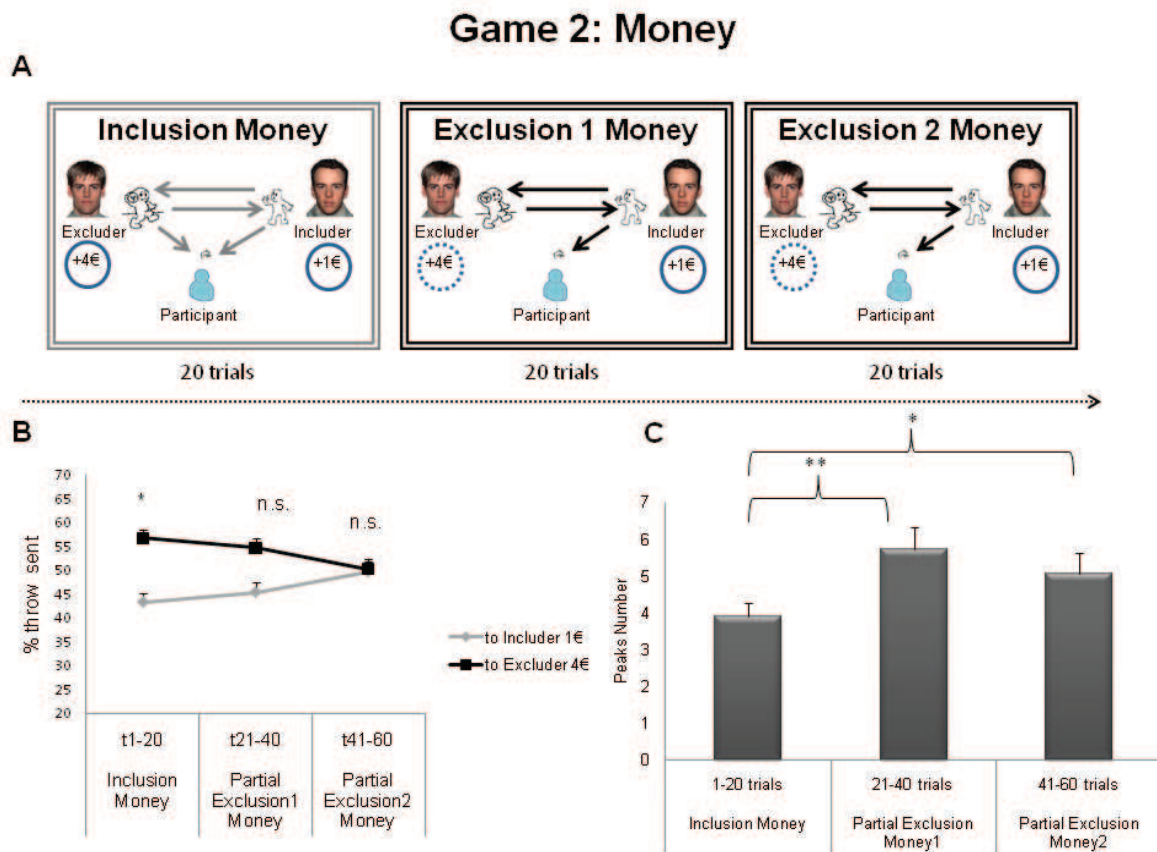 Game 2: Money
A
Inclusion Money
Excluder
Includer
+4€
+1€
Participant
20 trials
Exclusion 1 Money
Excluder
Includer
+4€
+1€
Participant
20 trials
Exclusion 2 Money
Excluder
Includer
+4€
+1€
Participant
20 trials
B
% throw sent
70
65
60
55
50
45
40
35
30
25
20
*
n.s.
n.s.
to Includer 1€
to Excluder 4€
t1-20
t21-40
t41-60
Inclusion
Money
Partial
Exclusion1
Money
Partial
Exclusion2
Money
C
*
**
Peaks Number
7
6
5
4
3
2
1
0
1-20 trials
21-40 trials
41-60 trials
Inclusion Money
Partial Exclusion
Money1
Partial Exclusion
Money2